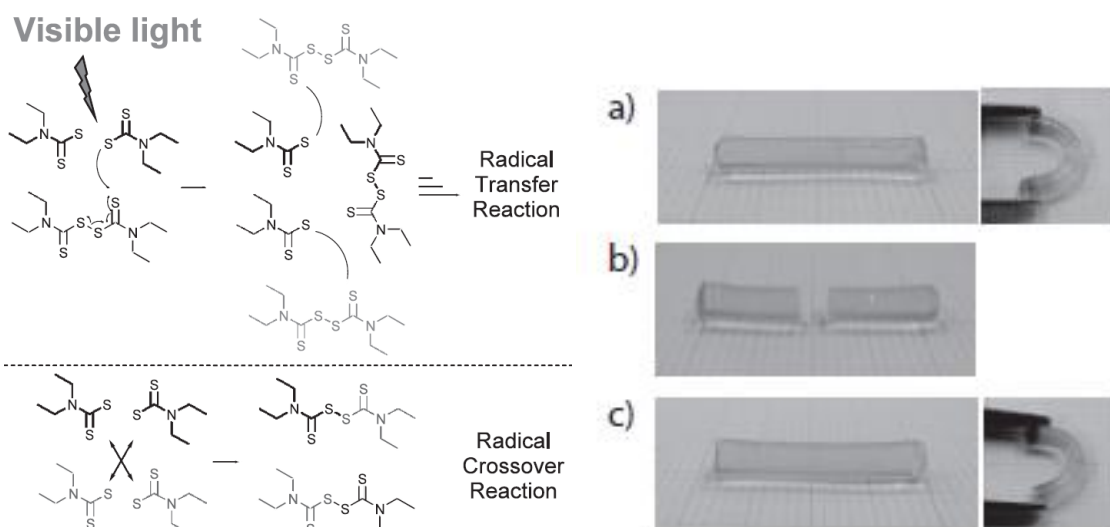 Visible light
Radical
Transfer
Reaction
Radical
Crossover
Reaction
a)
b)
c)